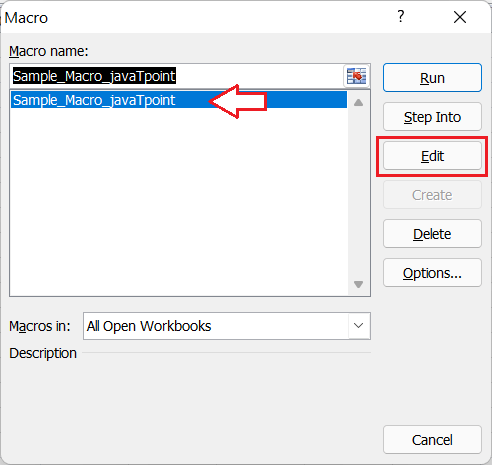 Macro
?
Macro name:
Sample_Macro_javaTpoint
Sample_Macro_javaTpoint
Run
Step Into
Edit
Create
Delete
Options...
Macros in:
All Open Workbooks
Description
Cancel